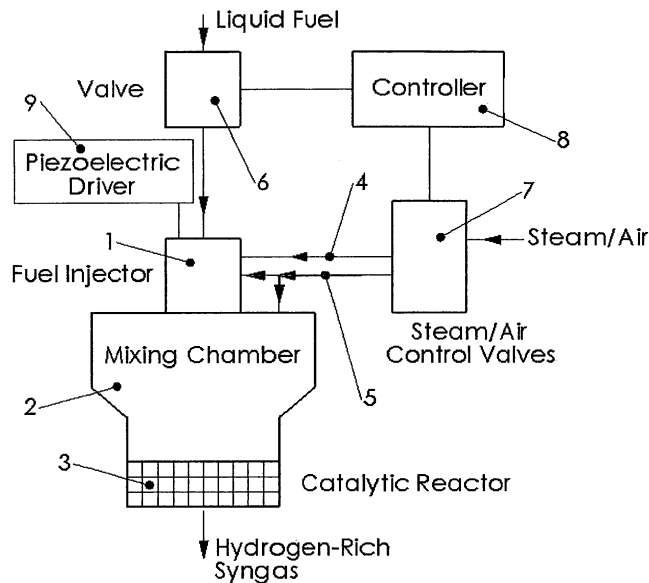 Liquid Fuel
Valve
Controller
9
8
6
Piezoelectric
Driver
4
7
1
Steam/Air
Fuel Injector
Steam/Air
Control Valves
Mixing Chamber
5
2
3
Catalytic Reactor
Hydrogen-Rich
Syngas